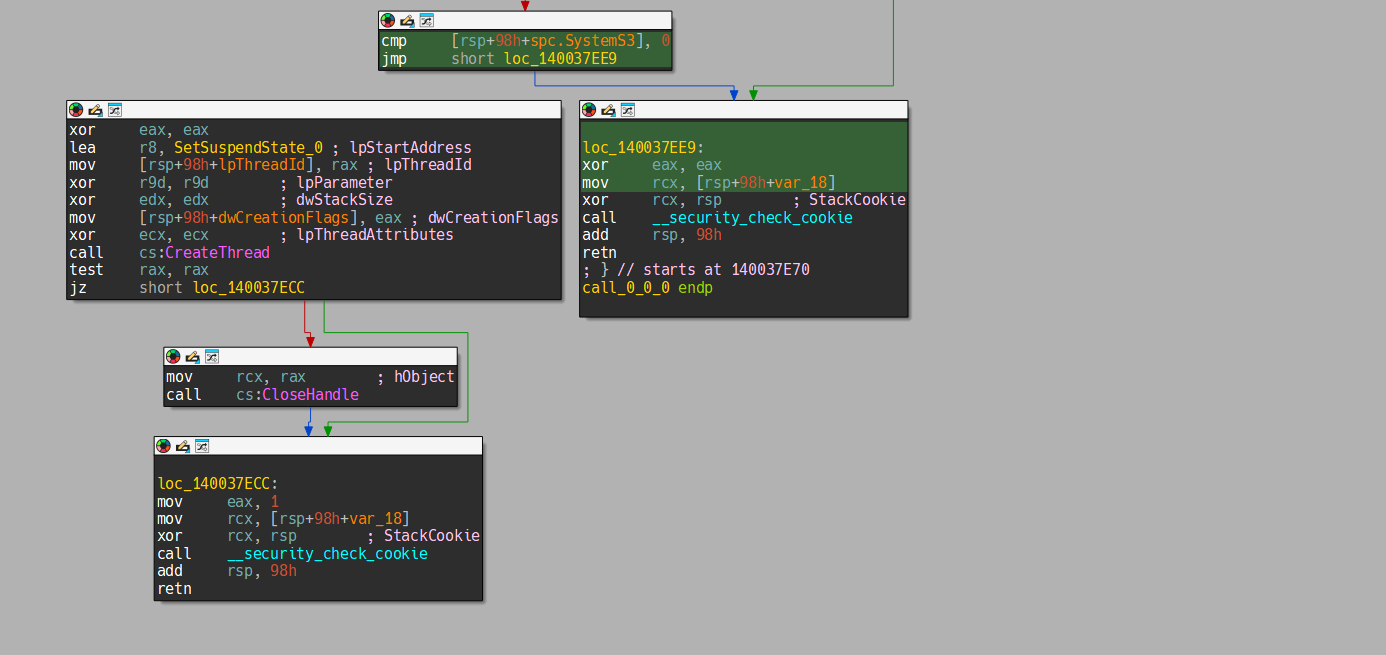 cmp [rsp+98h+spc.SystemS3], 0
jmp short loc_140037EE9
xor eax, eax
lea r8, SetSuspendState_0 ; lpStartAddress
mov [rsp+98h+lpThreadId], rax ; lpThreadId
xor r9d, r9d ; lpParameter
xor edx, edx ; dwStackSize
mov [rsp+98h+dwCreationFlags], eax ; dwCreationFlags
xor ecx, ecx ; lpThreadAttributes
call cs:CreateThread
test rax, rax
jz short loc_140037ECC
loc_140037EE9:
xor eax, eax
mov rcx, [rsp+98h+var_18]
xor rcx, rsp ; StackCookie
call __security_check_cookie
add rsp, 98h
retn
; } // starts at 140037E70
call_0_0_0 endp
mov rcx, rax ; hObject
call cs:CloseHandle
loc_140037ECC:
mov eax, 1
mov rcx, [rsp+98h+var_18]
xor rcx, rsp ; StackCookie
call __security_check_cookie
add rsp, 98h
retn